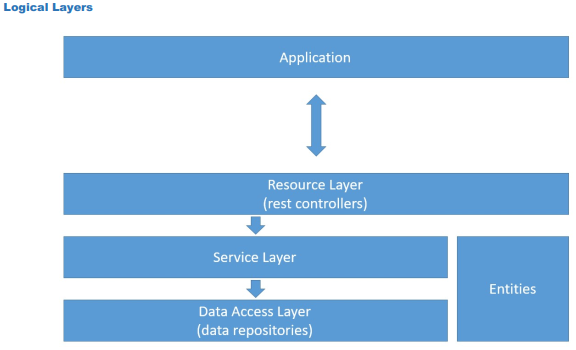 Logical Layers
Application
Resource Layer
(rest controllers)
Service Layer
Entities
Data Access Layer
(data repositories)